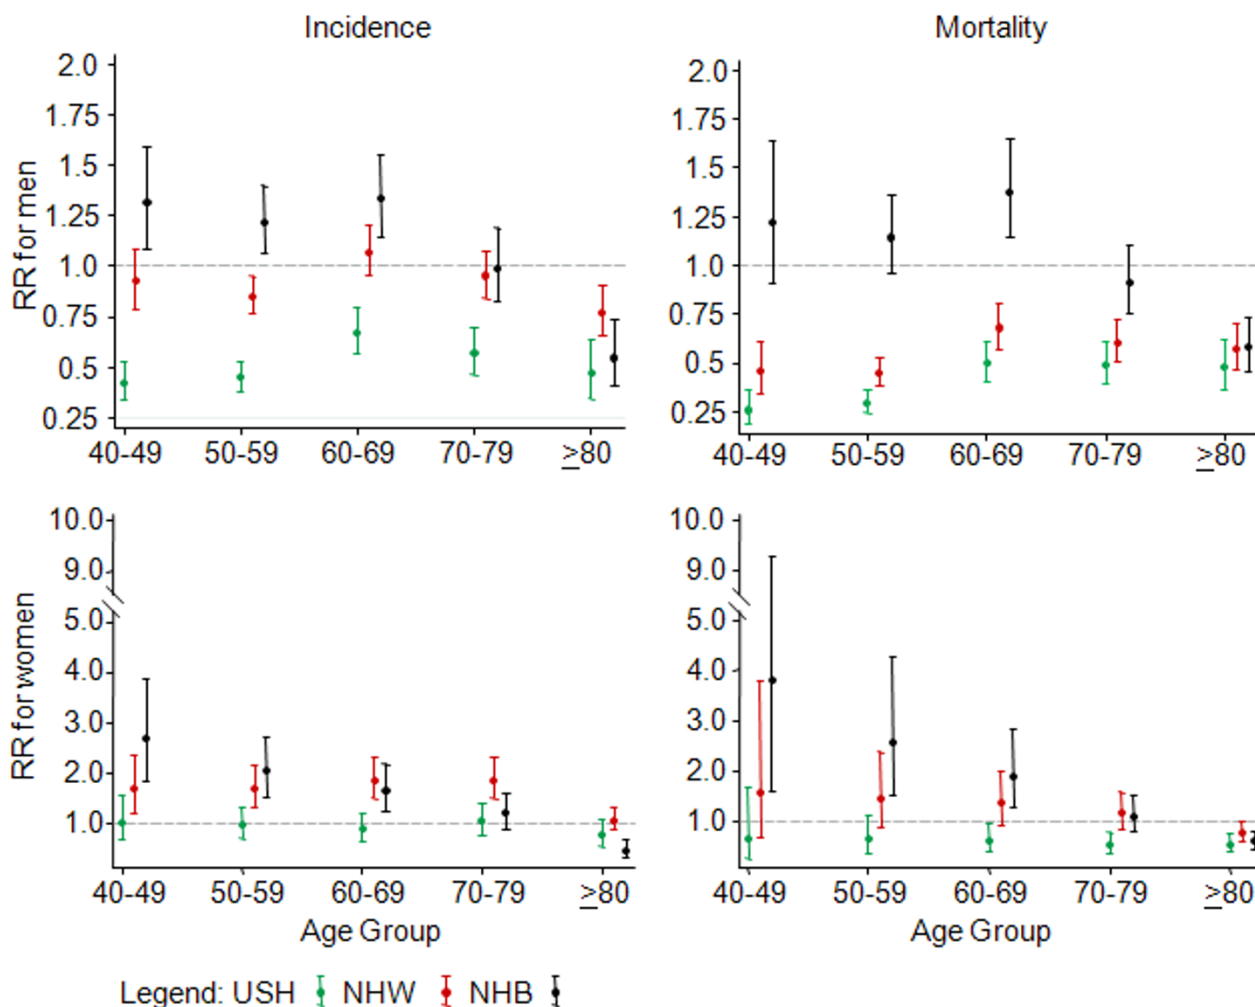 Incidence
Mortality
RR for men
2.0
1.75
1.5
1.25
1.0
0.75
0.5
0.25
40-49 50-59 60-69 70-79 ≥80
2.0
1.75
1.5
1.25
1.0
0.75
0.5
0.25
40-49 50-59 60-69 70-79 ≥80
RR for women
10.0
9.0
5.0
4.0
3.0
2.0
1.0
40-49 50-59 60-69 70-79 ≥80
Age Group
10.0
9.0
5.0
4.0
3.0
2.0
1.0
40-49 50-59 60-69 70-79 ≥80
Age Group
Legend: USH NHW NHB